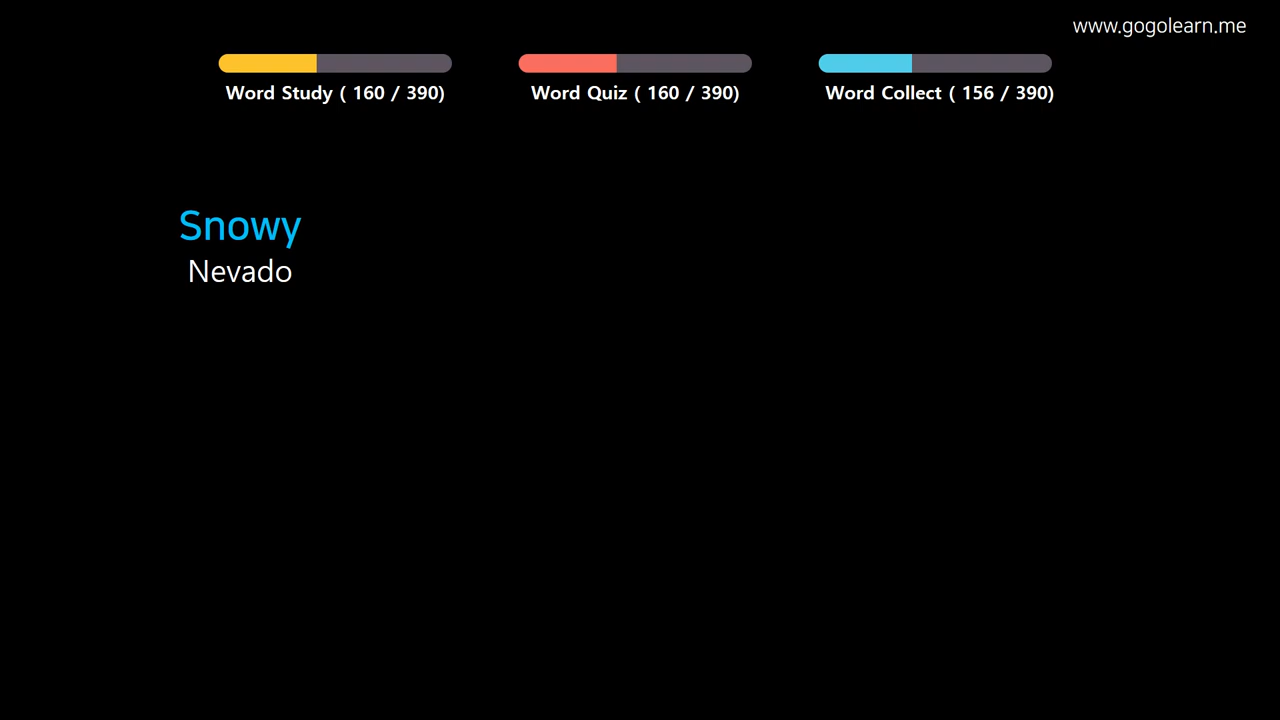 www.gogolearn.me
Word Study ( 160 / 390)
Word Quiz ( 160 / 390)
Word Collect ( 156 / 390)
Snowy
Nevado